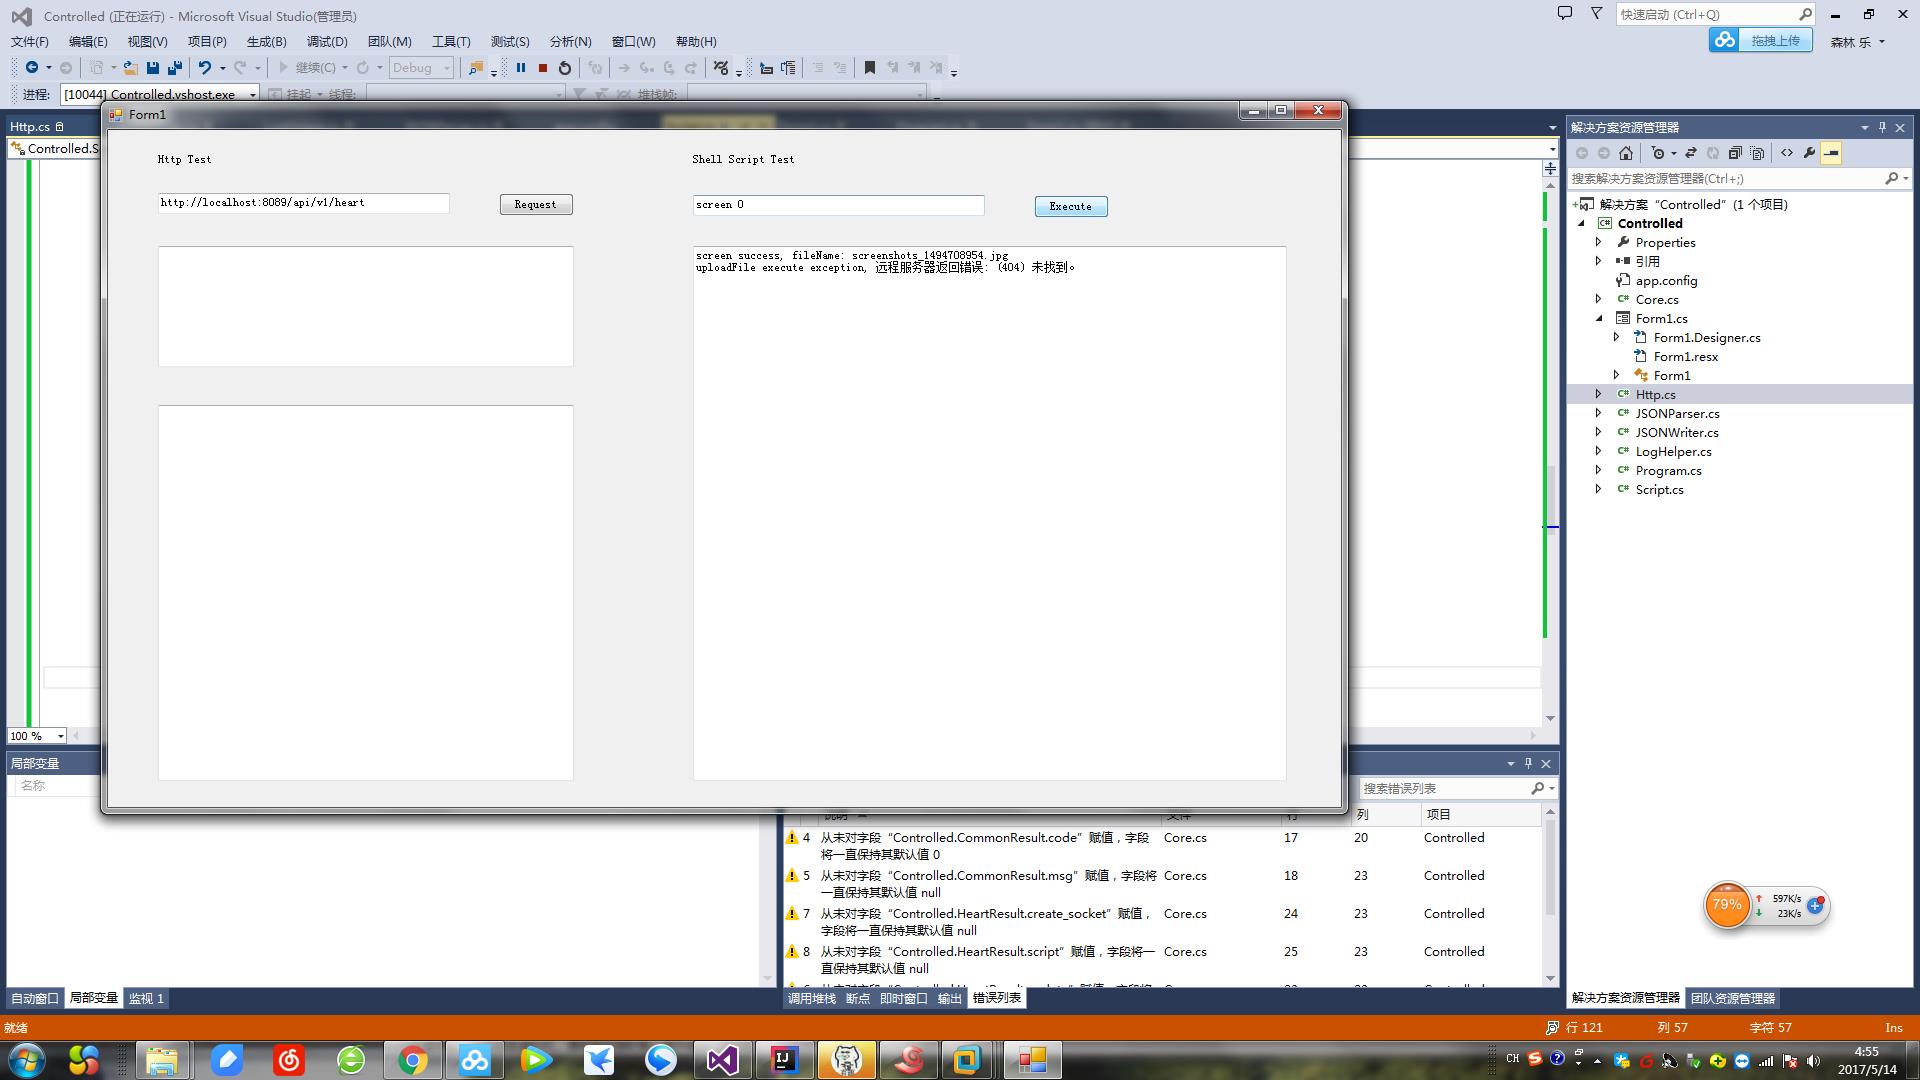 Controlled (正在运行) - Microsoft Visual Studio(管理员)
快速启动 (Ctrl+Q)
文件(F) 编辑(E) 视图(V) 项目(P) 生成(B) 调试(D) 团队(M) 工具(T) 测试(S) 分析(N) 窗口(W) 帮助(H)
拖拽上传
森林 乐
继续(C)
Debug
进程: [10044] Controlled.vshost.exe 挂起 线程: 堆栈帧:
Form1
Http.cs
Controlled.S
Http Test
Shell Script Test
http://localhost:8089/api/v1/heart
Request
screen 0
Execute
screen success, fileName: screenshots_1494708954.jpg
uploadFile execute exception, 远程服务器返回错误: (404) 未找到。
解决方案资源管理器
搜索解决方案资源管理器(Ctrl+;)
解决方案 “Controlled” (1 个项目)
Controlled
Properties
引用
app.config
Core.cs
Form1.cs
Form1.Designer.cs
Form1.resx
Form1
Http.cs
JSONParser.cs
JSONWriter.cs
LogHelper.cs
Program.cs
Script.cs
100 %
局部变量
名称
搜索错误列表
列 项目
4 从未对字段“Controlled.CommonResult.code”赋值，字段将一直保持其默认值 0 Core.cs 17 20 Controlled
5 从未对字段“Controlled.CommonResult.msg”赋值，字段将一直保持其默认值 null Core.cs 18 23 Controlled
7 从未对字段“Controlled.HeartResult.create_socket”赋值，字段将一直保持其默认值 null Core.cs 24 23 Controlled
8 从未对字段“Controlled.HeartResult.script”赋值，字段将一直保持其默认值 null Core.cs 25 23 Controlled
79%
597K/s
23K/s
自动窗口 局部变量 监视 1
调用堆栈 断点 即时窗口 输出 错误列表
解决方案资源管理器 团队资源管理器
就绪
行 121 列 57 字符 57 Ins
CH
4:55
2017/5/14